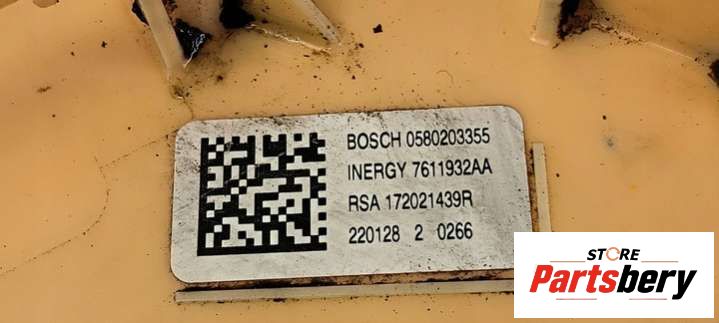 BOSCH 0580203355
INERGY 7611932AA
RSA 172021439R
220128 2 0266
STORE
Partsbery